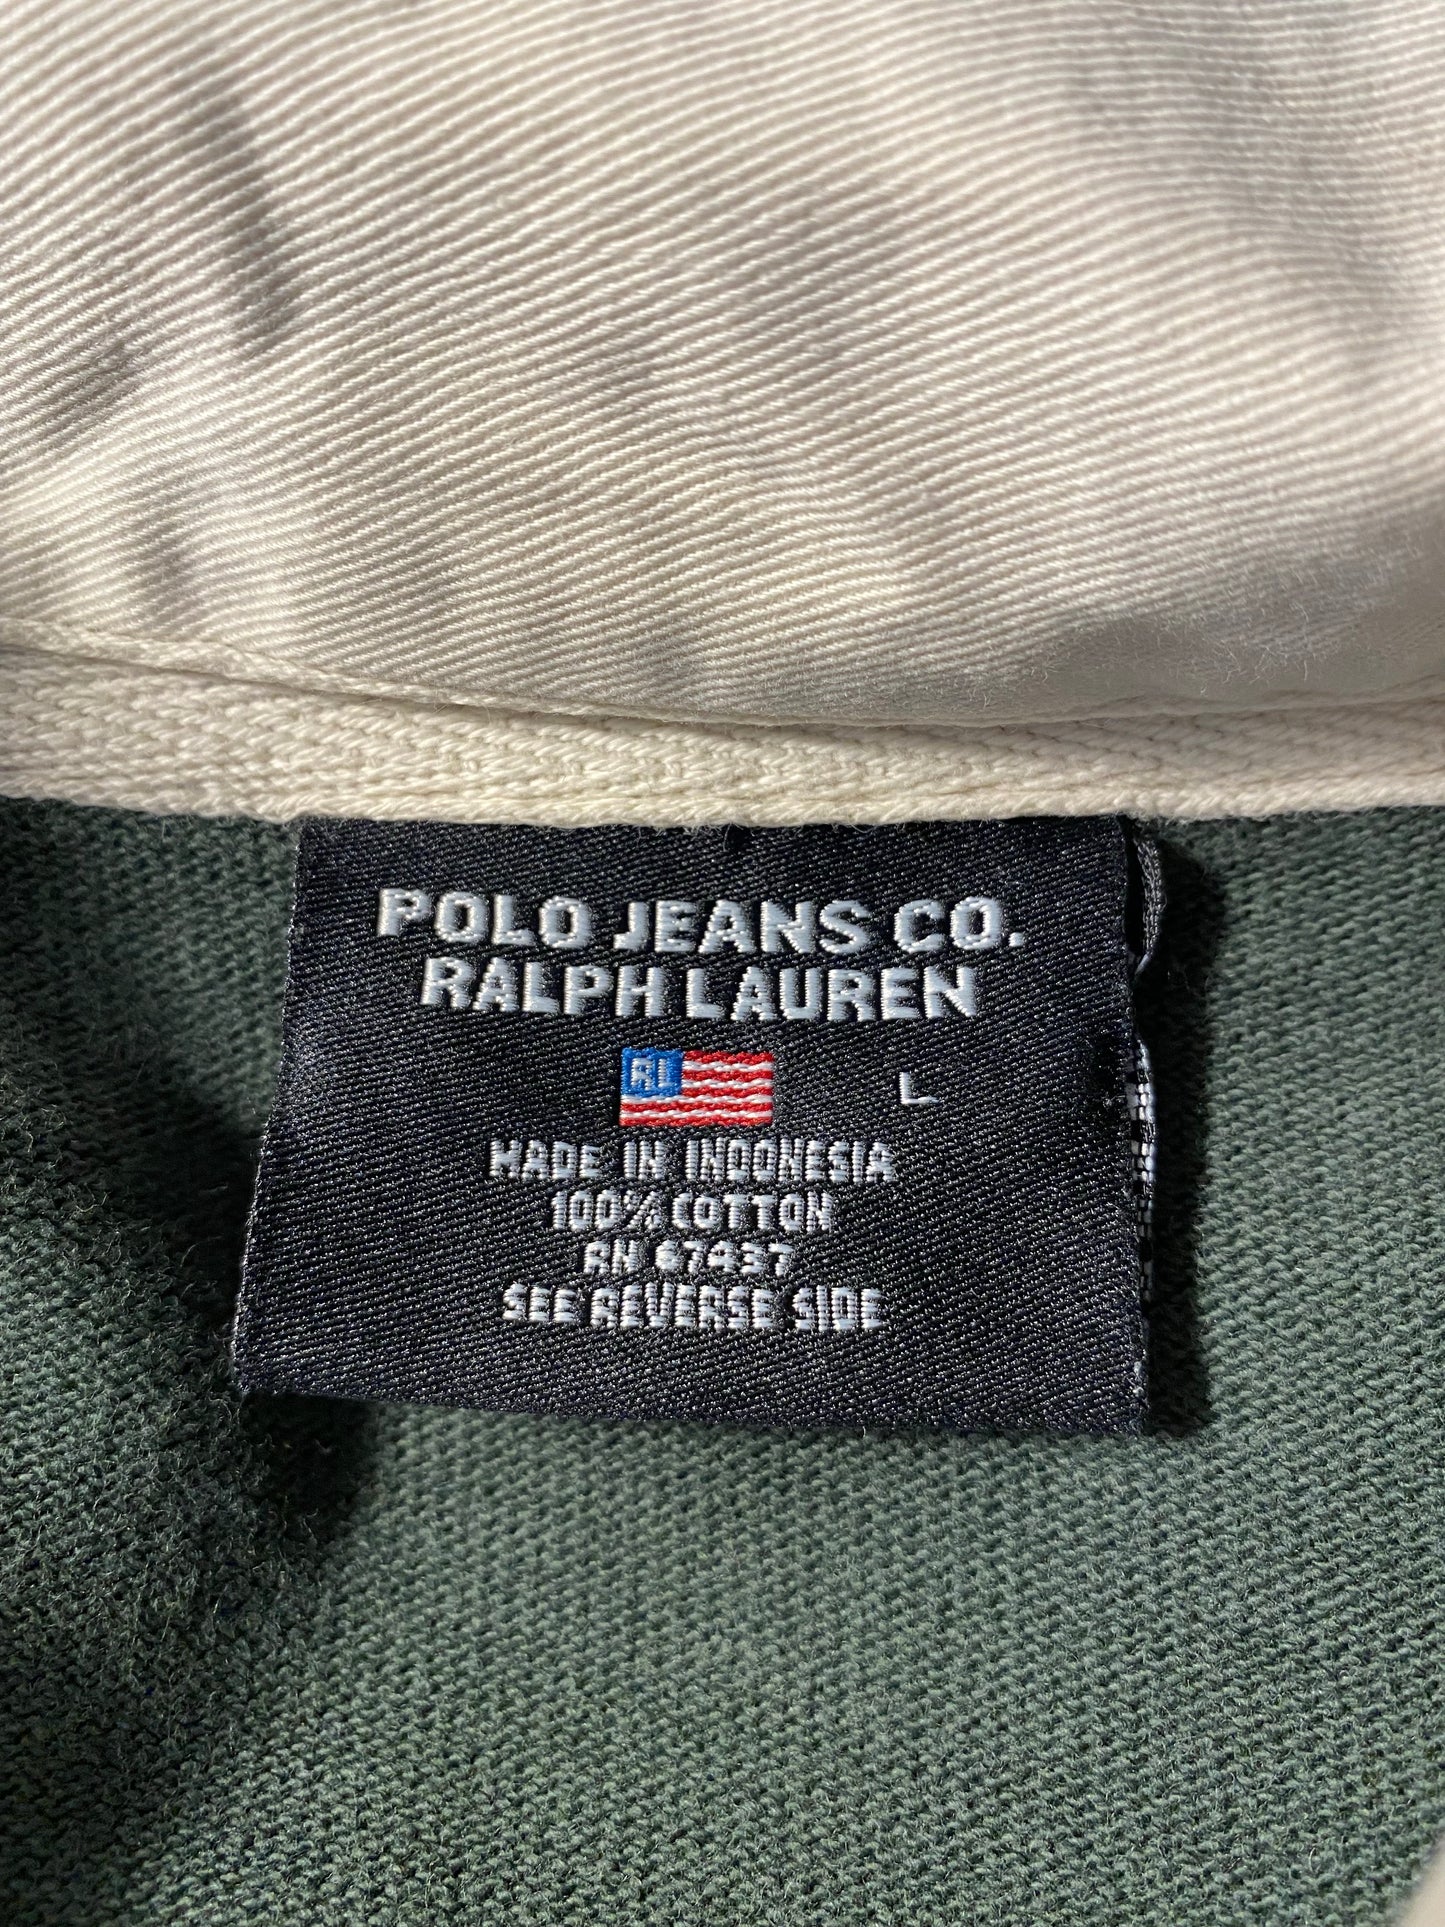 POLO JEANS CO.
RALPH LAUREN
RL
L
MADE IN INDONESIA
100% COTTON
RN 67437
SEE REVERSE SIDE